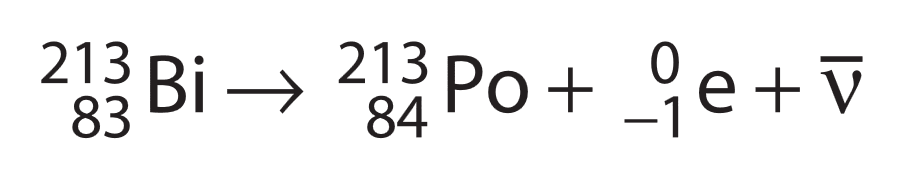 ²¹³₈₃Bi → ²¹³₈₄Po + ⁰₋₁e + ν̅